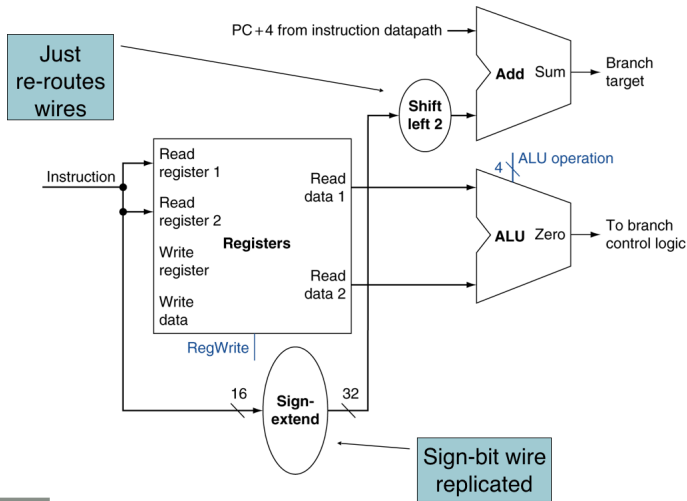 PC+4 from instruction datapath
Just
re-routes
wires
Add Sum
Branch
target
Shift
left 2
Instruction
Read
register 1
Read
register 2
Write
register
Write
data
Registers
Read
data 1
Read
data 2
RegWrite
4
ALU operation
ALU Zero
To branch
control logic
16
Sign-
extend
32
Sign-bit wire
replicated